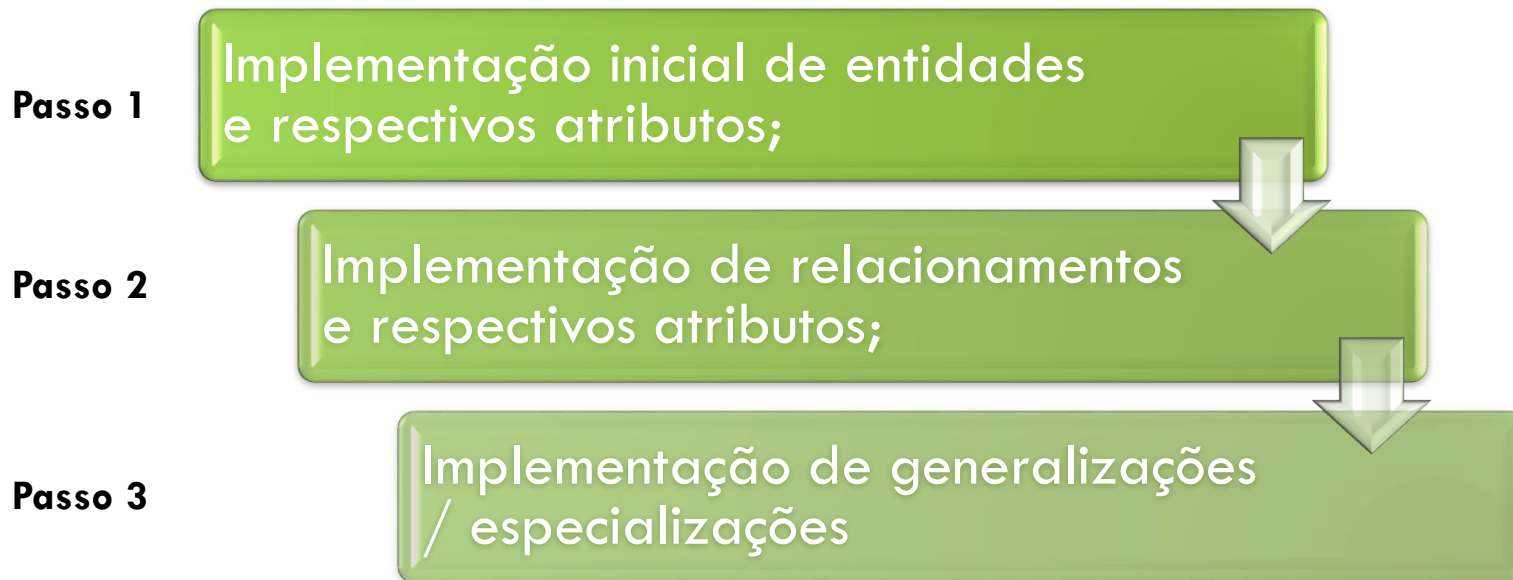 Passo 1
Implementação inicial de entidades
e respectivos atributos;
Passo 2
Implementação de relacionamentos
e respectivos atributos;
Passo 3
Implementação de generalizações
/ especializações